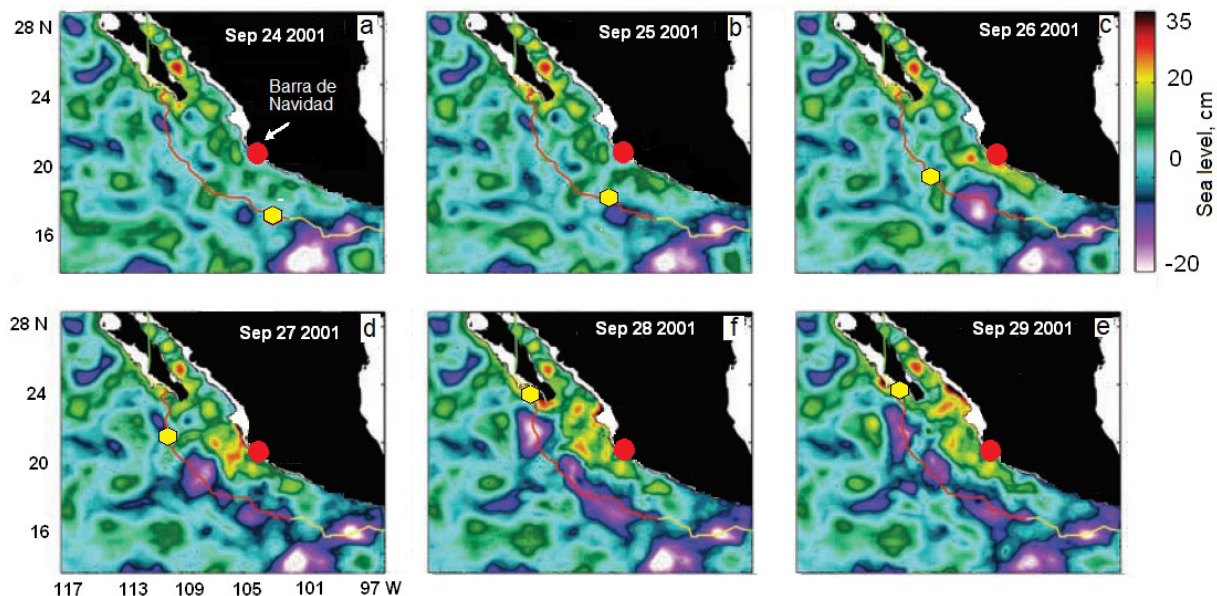 28 N
24
20
16
Sep 24 2001
a
Barra de
Navidad
Sep 25 2001
b
Sep 26 2001
c
35
20
0
-20
Sea level, cm
28 N
24
20
16
Sep 27 2001
d
Sep 28 2001
f
Sep 29 2001
e
117 113 109 105 101 97 W